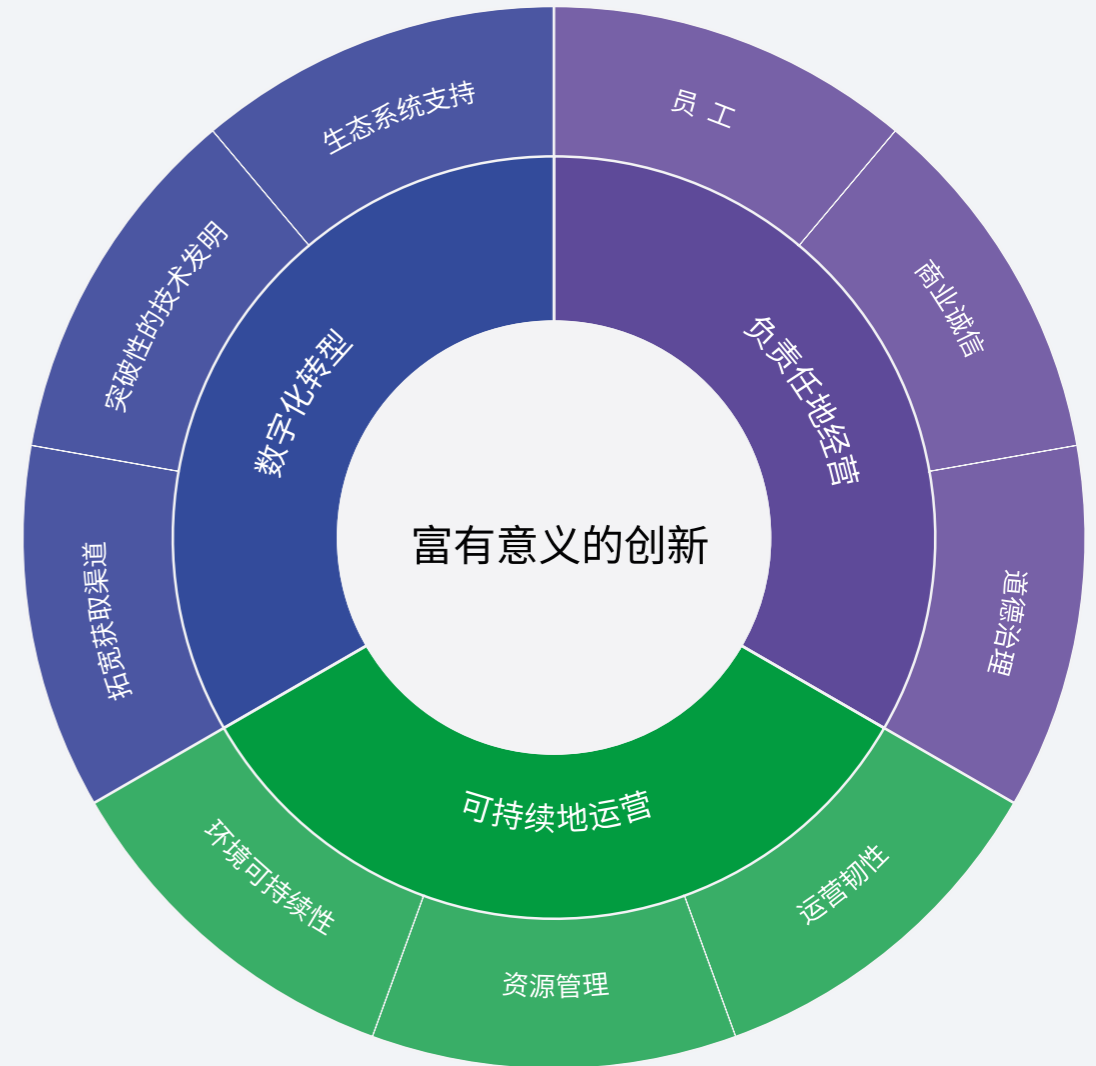 富有意义的创新
数字化转型
生态系统支持
突破性的技术发明
拓宽获取渠道
负责任地经营
员工
商业诚信
道德治理
可持续地运营
运营韧性
资源管理
环境可持续性